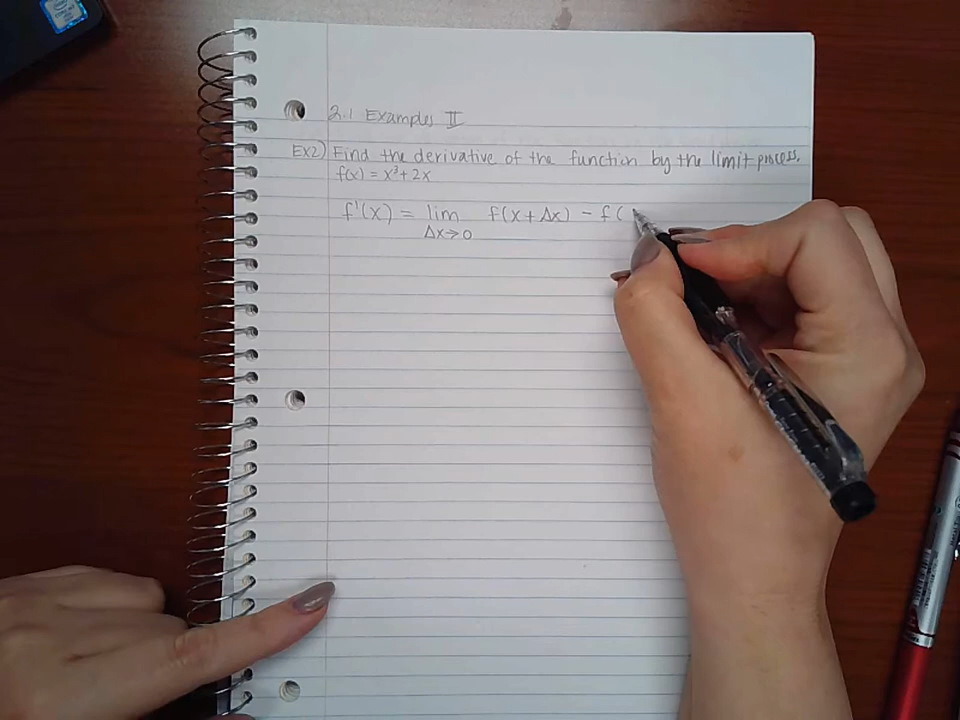 2.1 Examples II
Ex2) Find the derivative of the function by the limit process.
f(x) = x³ + 2x
f'(x) = lim f(x + Δx) - f(
Δx→0